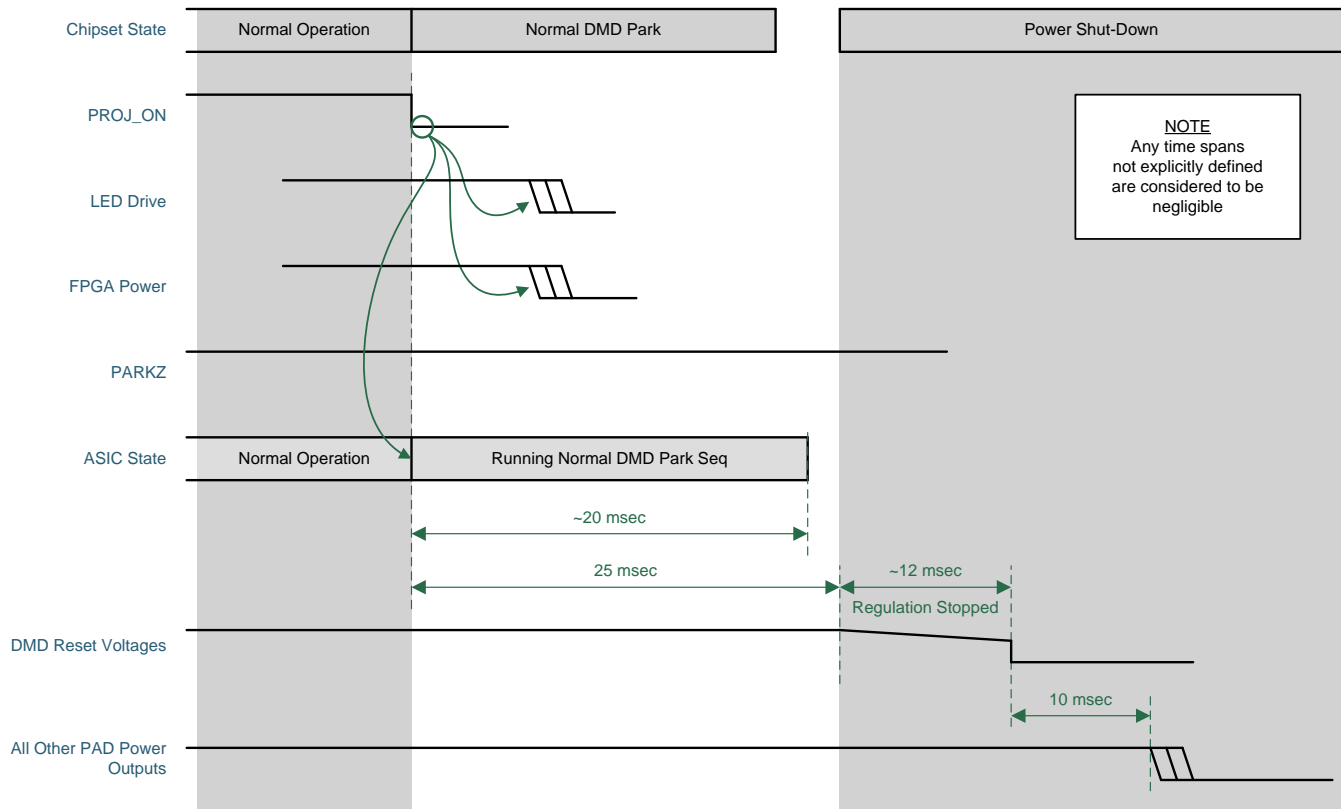 Chipset State
Normal Operation
Normal DMD Park
Power Shut-Down
PROJ_ON
NOTE
Any time spans
not explicitly defined
are considered to be
negligible
LED Drive
FPGA Power
PARKZ
ASIC State
Normal Operation
Running Normal DMD Park Seq
~20 msec
25 msec
~12 msec
Regulation Stopped
DMD Reset Voltages
10 msec
All Other PAD Power
Outputs